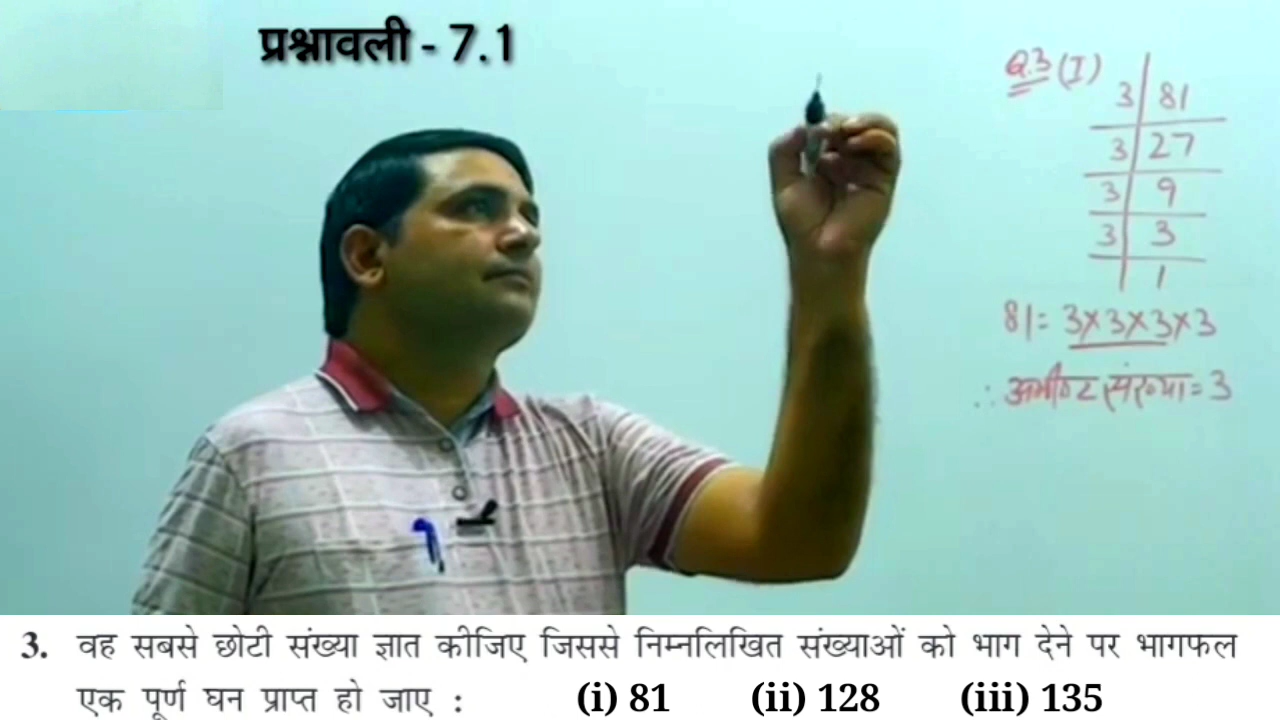 प्रश्नावली - 7.1
Q.3 (I)
3 | 81
3 | 27
3 | 9
3 | 3
| 1
81 = 3×3×3×3
∴ अभीष्ट संख्या = 3
3. वह सबसे छोटी संख्या ज्ञात कीजिए जिससे निम्नलिखित संख्याओं को भाग देने पर भागफल
एक पूर्ण घन प्राप्त हो जाए : (i) 81 (ii) 128 (iii) 135